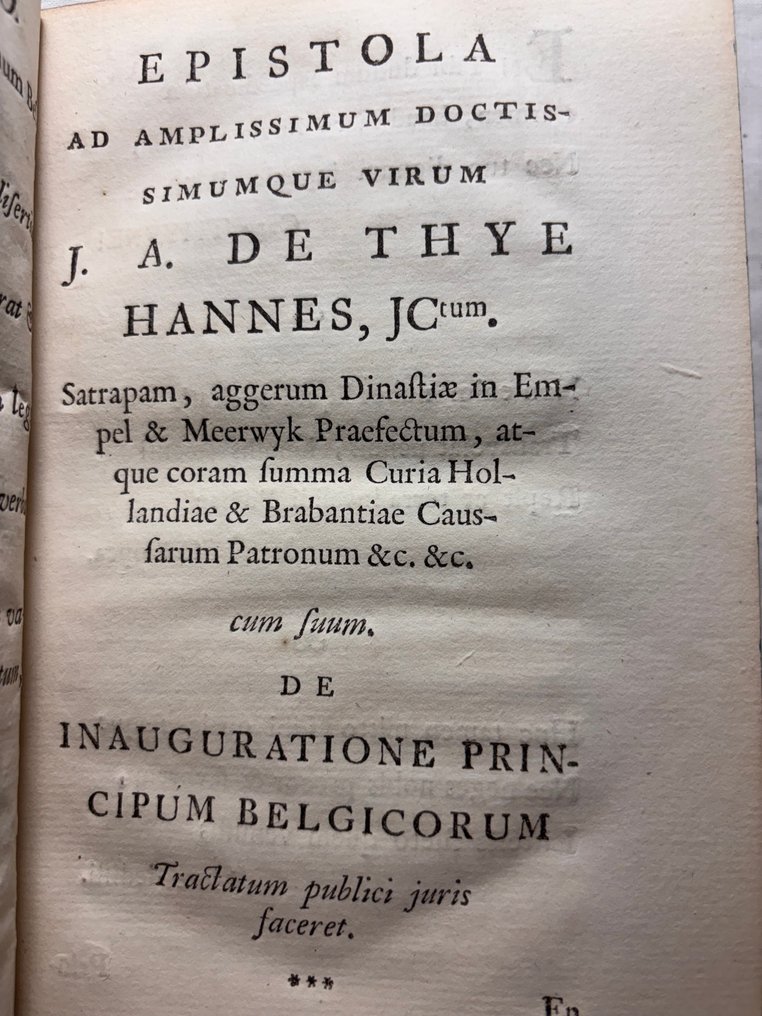 EPISTOLA
AD AMPLISSIMUM DOCTIS-
SIMUMQUE VIRUM
J. A. DE THYE
HANNES, JCtum.
Satrapam, aggerum Dinaſtiæ in Em-
pel & Meerwyk Praefectum, at-
que coram ſumma Curia Hol-
landiae & Brabantiae Cauſ-
ſarum Patronum &c. &c.
cum ſuum.
DE
INAUGURATIONE PRIN-
CIPUM BELGICORUM
Tractatum publici juris
faceret.
***
En